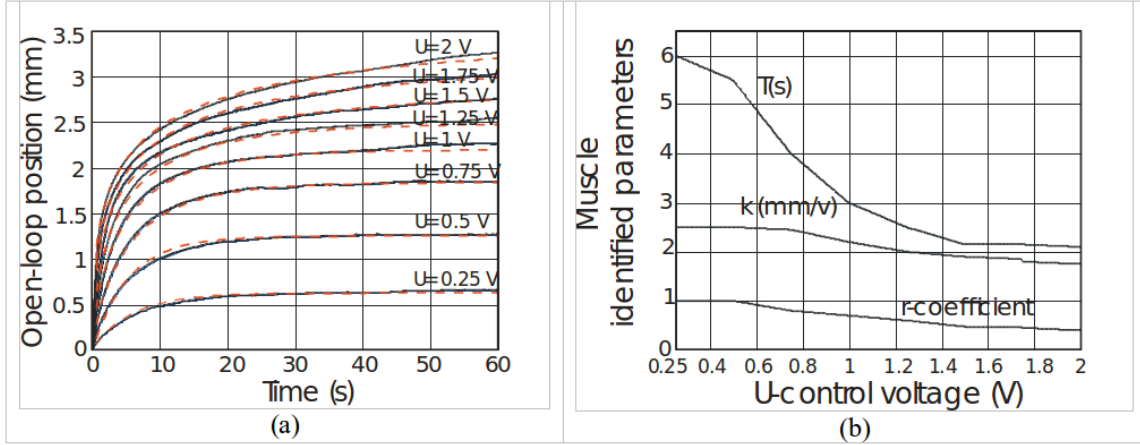 3.5
3
2.5
2
1.5
1
0.5
0
0 10 20 30 40 50 60
Open-loop position (mm)
Time (s)
U=2 V
U=1.75 V
U=1.5 V
U=1.25 V
U=1 V
U=0.75 V
U=0.5 V
U=0.25 V
(a)
Muscle
identified parameters
6
5
4
3
2
1
0
0.25 0.4 0.6 0.8 1 1.2 1.4 1.6 1.8 2
T(s)
k (mm/v)
r-coefficient
U-control voltage (V)
(b)